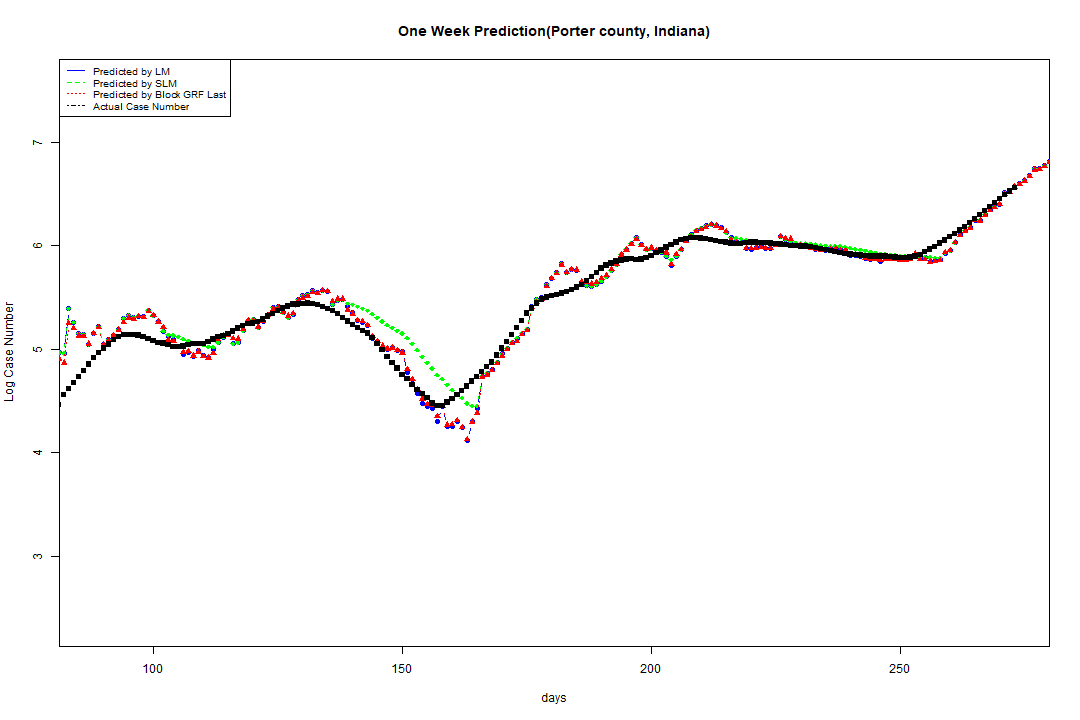 One Week Prediction(Porter county, Indiana)
Predicted by LM
Predicted by SLM
Predicted by Block GRF Last
Actual Case Number
7
6
5
4
3
Log Case Number
100 150 200 250
days